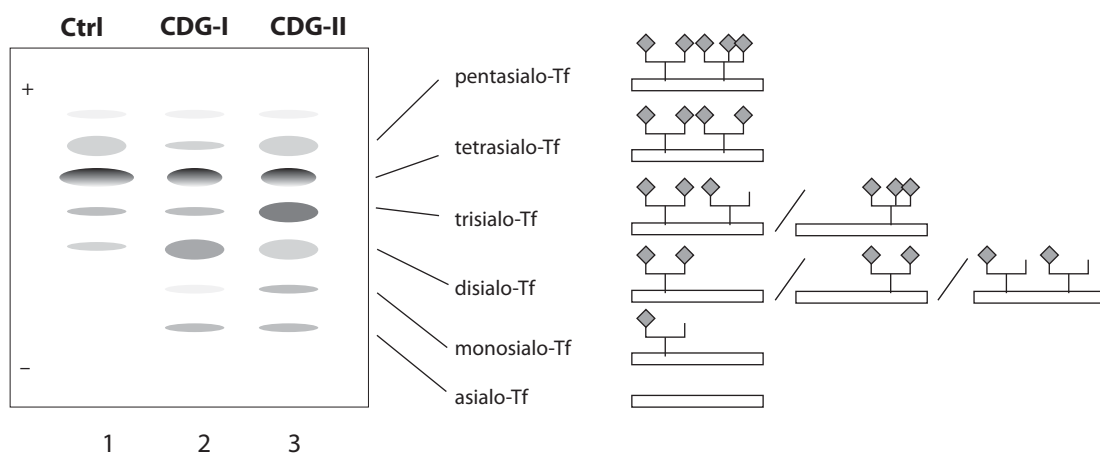 Ctrl CDG-I CDG-II
+
pentasialo-Tf
tetrasialo-Tf
trisialo-Tf
disialo-Tf
monosialo-Tf
–
asialo-Tf
1 2 3